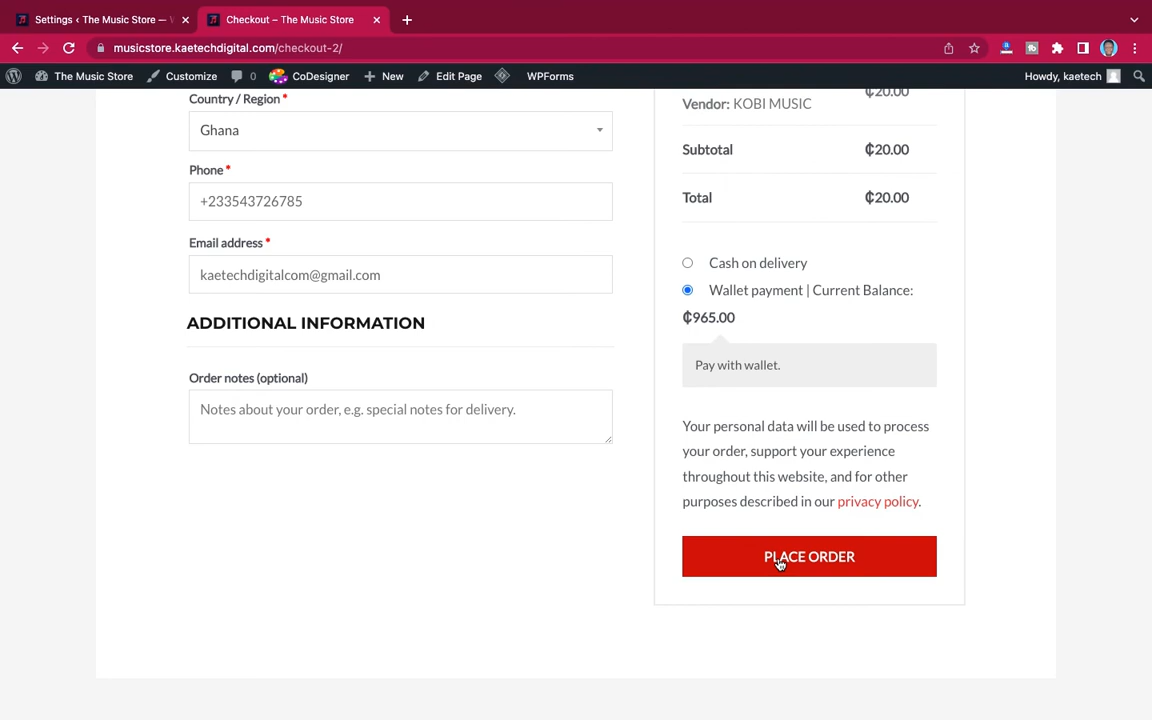 Settings ‹ The Music Store —
Checkout – The Music Store
musicstore.kaetechdigital.com/checkout-2/
The Music Store
Customize
0
CoDesigner
New
Edit Page
WPForms
Howdy, kaetech
Country / Region *
Ghana
Phone *
+233543726785
Email address *
kaetechdigitalcom@gmail.com
ADDITIONAL INFORMATION
Order notes (optional)
Notes about your order, e.g. special notes for delivery.
₵20.00
Vendor: KOBI MUSIC
Subtotal ₵20.00
Total ₵20.00
Cash on delivery
Wallet payment | Current Balance:
₵965.00
Pay with wallet.
Your personal data will be used to process
your order, support your experience
throughout this website, and for other
purposes described in our privacy policy.
PLACE ORDER